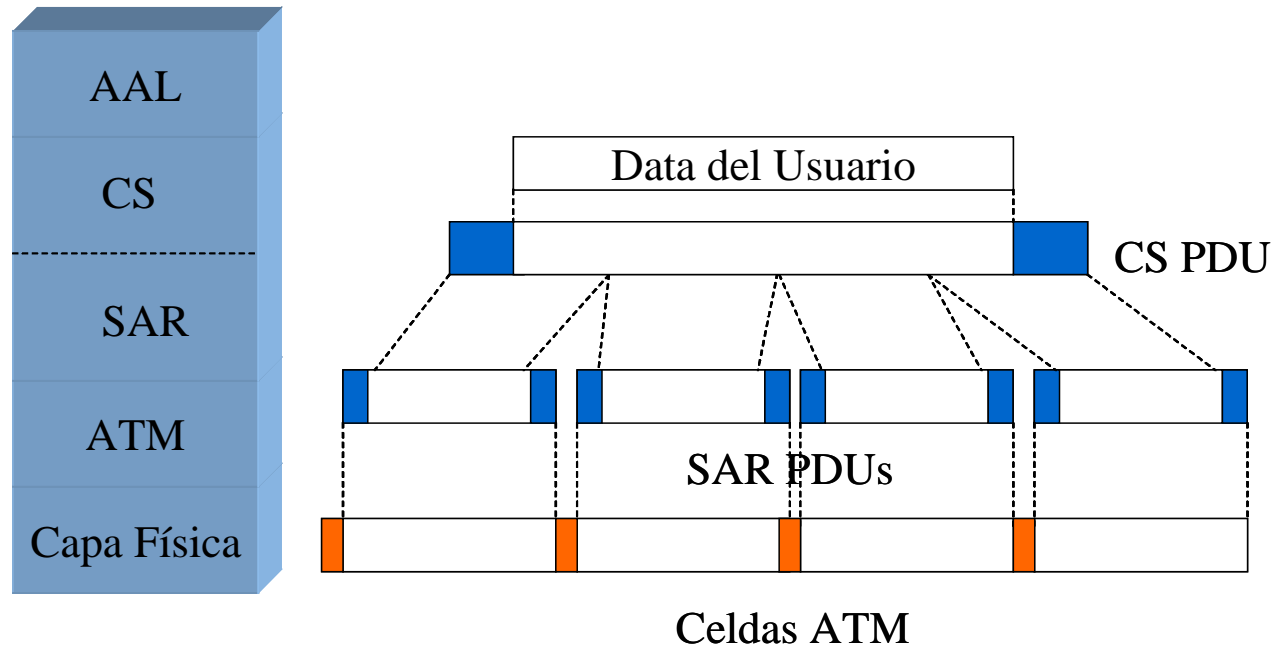 AAL
CS
SAR
ATM
Capa Física
Data del Usuario
CS PDU
SAR PDUs
Celdas ATM